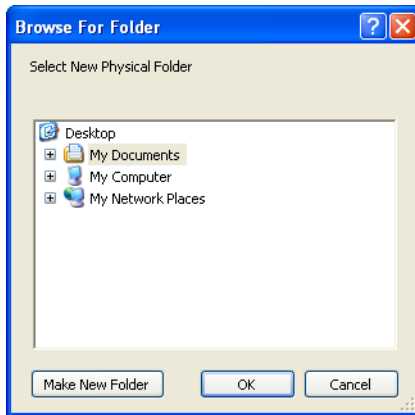 Browse For Folder
Select New Physical Folder
Desktop
My Documents
My Computer
My Network Places
Make New Folder OK Cancel